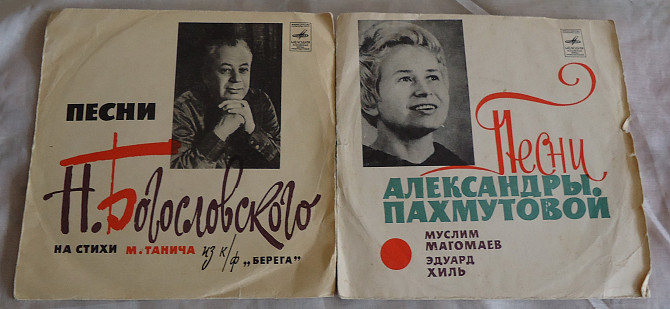 ПЕСНИ
Н. Богословского
НА СТИХИ М. ТАНИЧА из к/ф „БЕРЕГА"
Песни
АЛЕКСАНДРЫ.
ПАХМУТОВОЙ
МУСЛИМ
МАГОМАЕВ
ЭДУАРД
ХИЛЬ